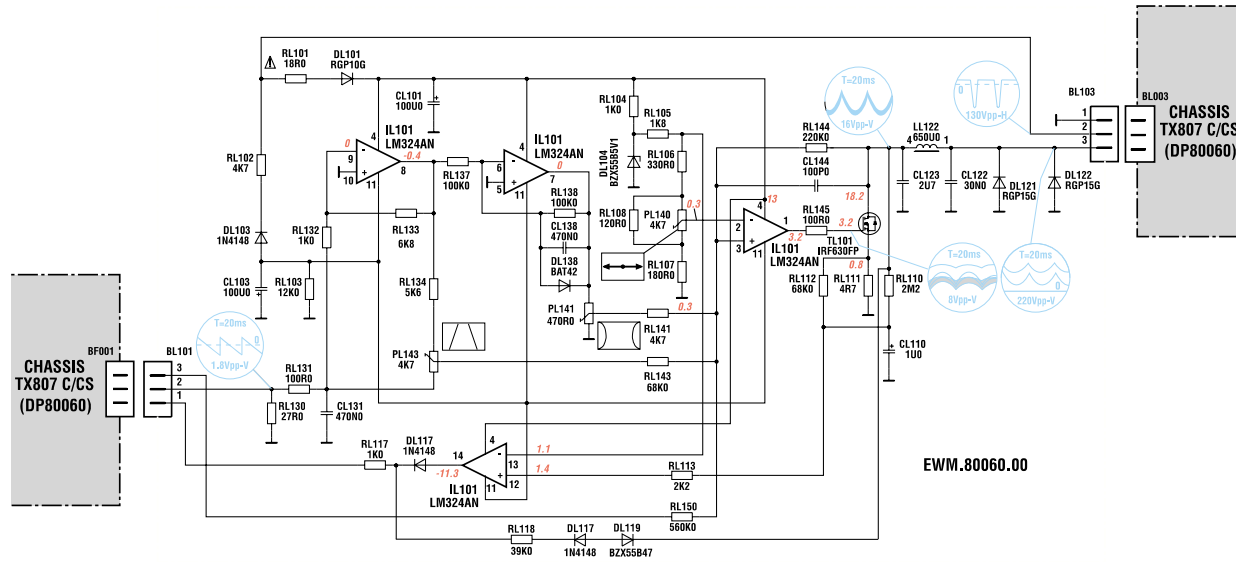 RL101
18R0
DL101
RGP10G
CL101
100U0
4
IL101
LM324AN
0
-
9
+
10
11
8
-0.4
RL102
4K7
DL103
1N4148
CL103
100U0
RL103
12K0
RL132
1K0
RL133
6K8
RL134
5K6
RL137
100K0
PL143
4K7
4
IL101
LM324AN
0
-
6
+
5
11
7
RL138
100K0
CL138
470N0
DL138
BAT42
PL141
470R0
RL104
1K0
RL105
1K8
DL104
BZX55B5V1
RL106
330R0
RL108
120R0
PL140
4K7
RL107
180R0
0.3
0.3
RL141
4K7
RL143
68K0
RL144
220K0
CL144
100P0
13
4
-
2
+
3
11
1
3.2
IL101
LM324AN
RL145
100R0
3.2
18.2
TL101
IRF630FP
0.8
RL112
68K0
RL111
4R7
RL110
2M2
CL110
1U0
T=20ms
16Vpp-V
0
130Vpp-H
LL122
650U0
4
1
CL123
2U7
CL122
30N0
DL121
RGP15G
DL122
RGP15G
T=20ms
8Vpp-V
T=20ms
0
220Vpp-V
BL103
1
2
3
BL003
CHASSIS
TX807 C/CS
(DP80060)
CHASSIS
TX807 C/CS
(DP80060)
BF001
BL101
3
2
1
T=20ms
0
1.8Vpp-V
RL131
100R0
RL130
27R0
CL131
470N0
RL117
1K0
DL117
1N4148
14
-11.3
4
-
13
+
12
11
IL101
LM324AN
1.1
1.4
RL113
2K2
RL150
560K0
RL118
39K0
DL117
1N4148
DL119
BZX55B47
EWM.80060.00